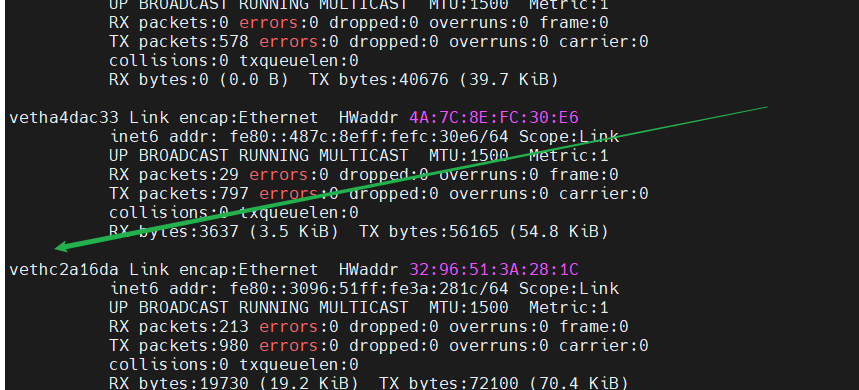 UP BROADCAST RUNNING MULTICAST  MTU:1500  Metric:1
RX packets:0 errors:0 dropped:0 overruns:0 frame:0
TX packets:578 errors:0 dropped:0 overruns:0 carrier:0
collisions:0 txqueuelen:0
RX bytes:0 (0.0 B)  TX bytes:40676 (39.7 KiB)
vetha4dac33 Link encap:Ethernet  HWaddr 4A:7C:8E:FC:30:E6
inet6 addr: fe80::487c:8eff:fefc:30e6/64 Scope:Link
UP BROADCAST RUNNING MULTICAST  MTU:1500  Metric:1
RX packets:29 errors:0 dropped:0 overruns:0 frame:0
TX packets:797 errors:0 dropped:0 overruns:0 carrier:0
collisions:0 txqueuelen:0
RX bytes:3637 (3.5 KiB)  TX bytes:56165 (54.8 KiB)
vethc2a16da Link encap:Ethernet  HWaddr 32:96:51:3A:28:1C
inet6 addr: fe80::3096:51ff:fe3a:281c/64 Scope:Link
UP BROADCAST RUNNING MULTICAST  MTU:1500  Metric:1
RX packets:213 errors:0 dropped:0 overruns:0 frame:0
TX packets:980 errors:0 dropped:0 overruns:0 carrier:0
collisions:0 txqueuelen:0
RX bytes:19730 (19.2 KiB)  TX bytes:72100 (70.4 KiB)